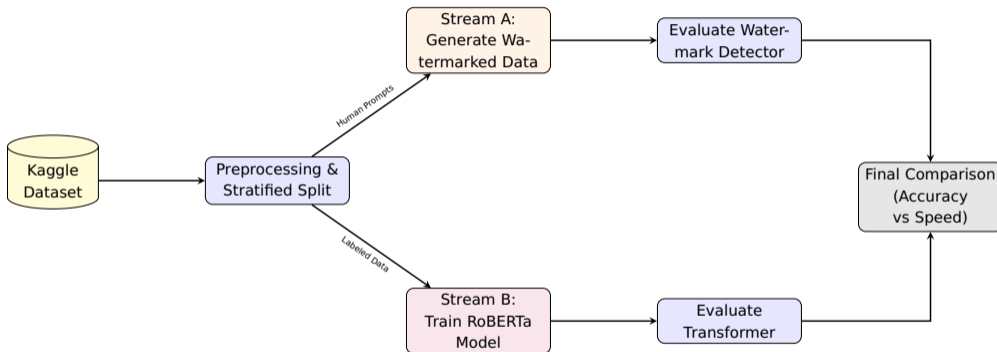 Stream A:
Generate Wa-
termarked Data
Evaluate Water-
mark Detector
Human Prompts
Kaggle
Dataset
Preprocessing &
Stratified Split
Final Comparison
(Accuracy
vs Speed)
Labeled Data
Stream B:
Train RoBERTa
Model
Evaluate
Transformer